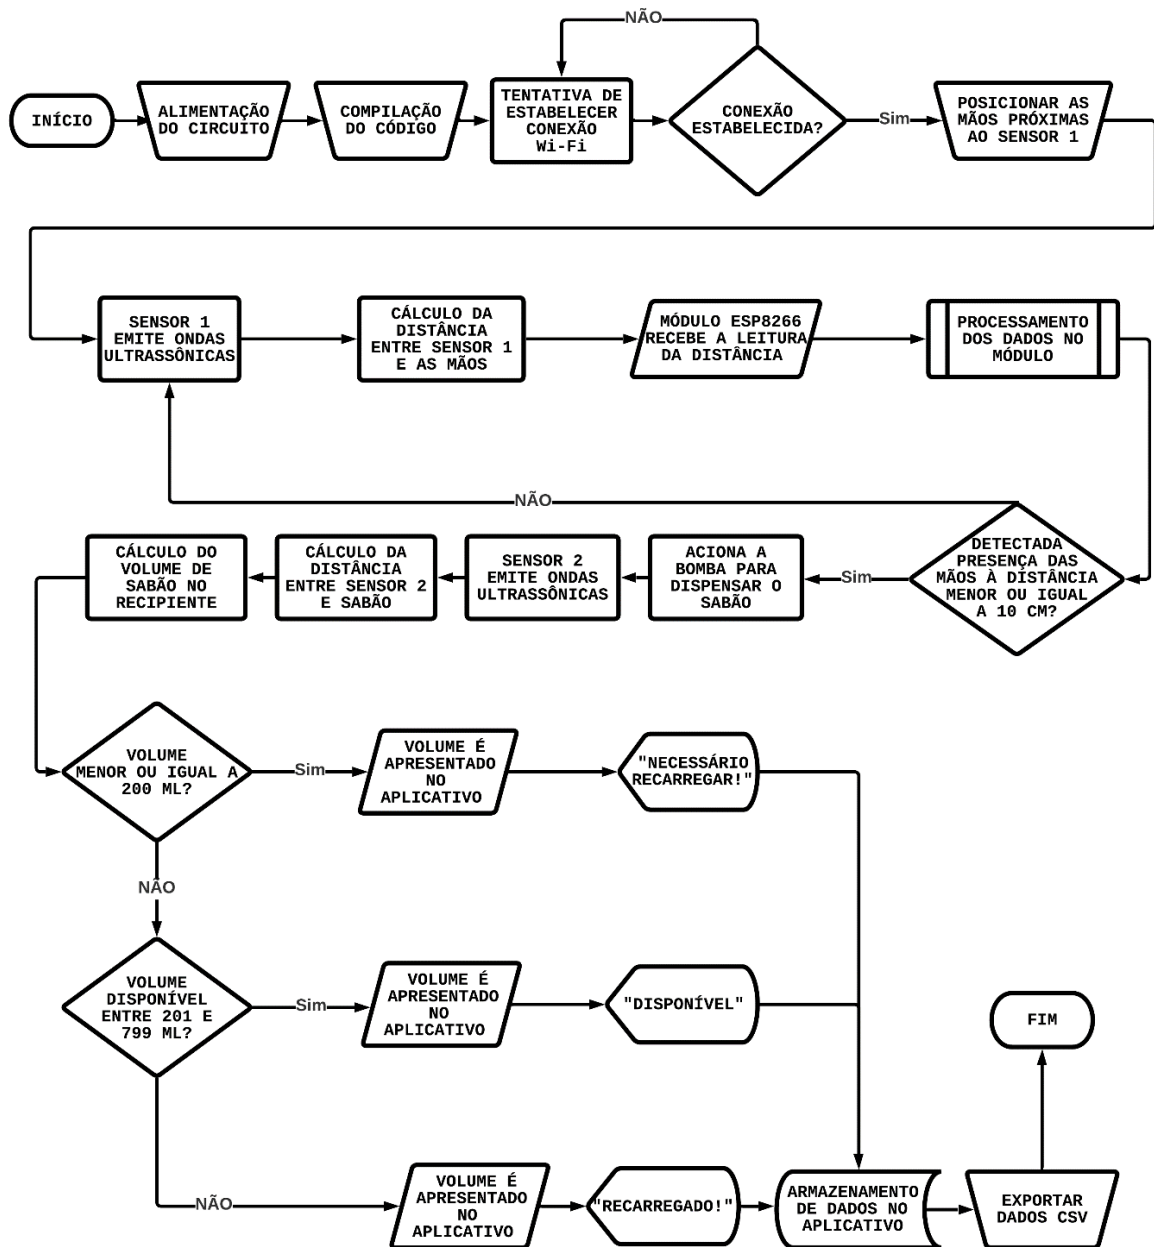 NÃO
INÍCIO
ALIMENTAÇÃO
DO CIRCUITO
COMPILAÇÃO
DO CÓDIGO
TENTATIVA DE
ESTABELECER
CONEXÃO
Wi-Fi
CONEXÃO
ESTABELECIDA?
Sim
POSICIONAR AS
MÃOS PRÓXIMAS
AO SENSOR 1
SENSOR 1
EMITE ONDAS
ULTRASSÔNICAS
CÁLCULO DA
DISTÂNCIA
ENTRE SENSOR 1
E AS MÃOS
MÓDULO ESP8266
RECEBE A LEITURA
DA DISTÂNCIA
PROCESSAMENTO
DOS DADOS NO
MÓDULO
NÃO
DETECTADA
PRESENÇA DAS
MÃOS À DISTÂNCIA
MENOR OU IGUAL
A 10 CM?
Sim
ACIONA A
BOMBA PARA
DISPENSAR O
SABÃO
SENSOR 2
EMITE ONDAS
ULTRASSÔNICAS
CÁLCULO DA
DISTÂNCIA
ENTRE SENSOR 2
E SABÃO
CÁLCULO DO
VOLUME DE
SABÃO NO
RECIPIENTE
VOLUME
MENOR OU IGUAL A
200 ML?
Sim
VOLUME É
APRESENTADO
NO
APLICATIVO
"NECESSÁRIO
RECARREGAR!"
NÃO
VOLUME
DISPONÍVEL
ENTRE 201 E
799 ML?
Sim
VOLUME É
APRESENTADO
NO
APLICATIVO
"DISPONÍVEL"
NÃO
VOLUME É
APRESENTADO
NO
APLICATIVO
"RECARREGADO!"
ARMAZENAMENTO
DE DADOS NO
APLICATIVO
EXPORTAR
DADOS CSV
FIM